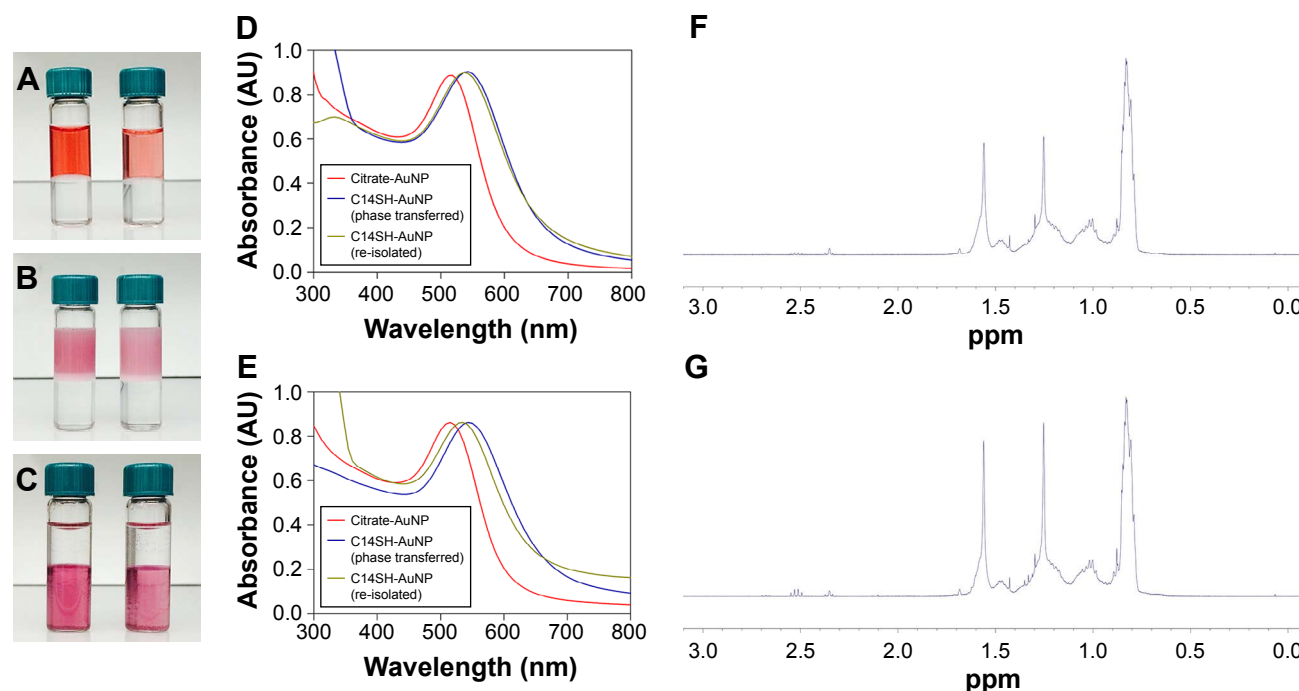 A
B
C
D
Absorbance (AU)
1.0
0.8
0.6
0.4
0.2
0.0
Citrate-AuNP
C14SH-AuNP
(phase transferred)
C14SH-AuNP
(re-isolated)
300 400 500 600 700 800
Wavelength (nm)
E
Absorbance (AU)
1.0
0.8
0.6
0.4
0.2
0.0
Citrate-AuNP
C14SH-AuNP
(phase transferred)
C14SH-AuNP
(re-isolated)
300 400 500 600 700 800
Wavelength (nm)
F
3.0 2.5 2.0 1.5 1.0 0.5 0.0
ppm
G
3.0 2.5 2.0 1.5 1.0 0.5 0.0
ppm